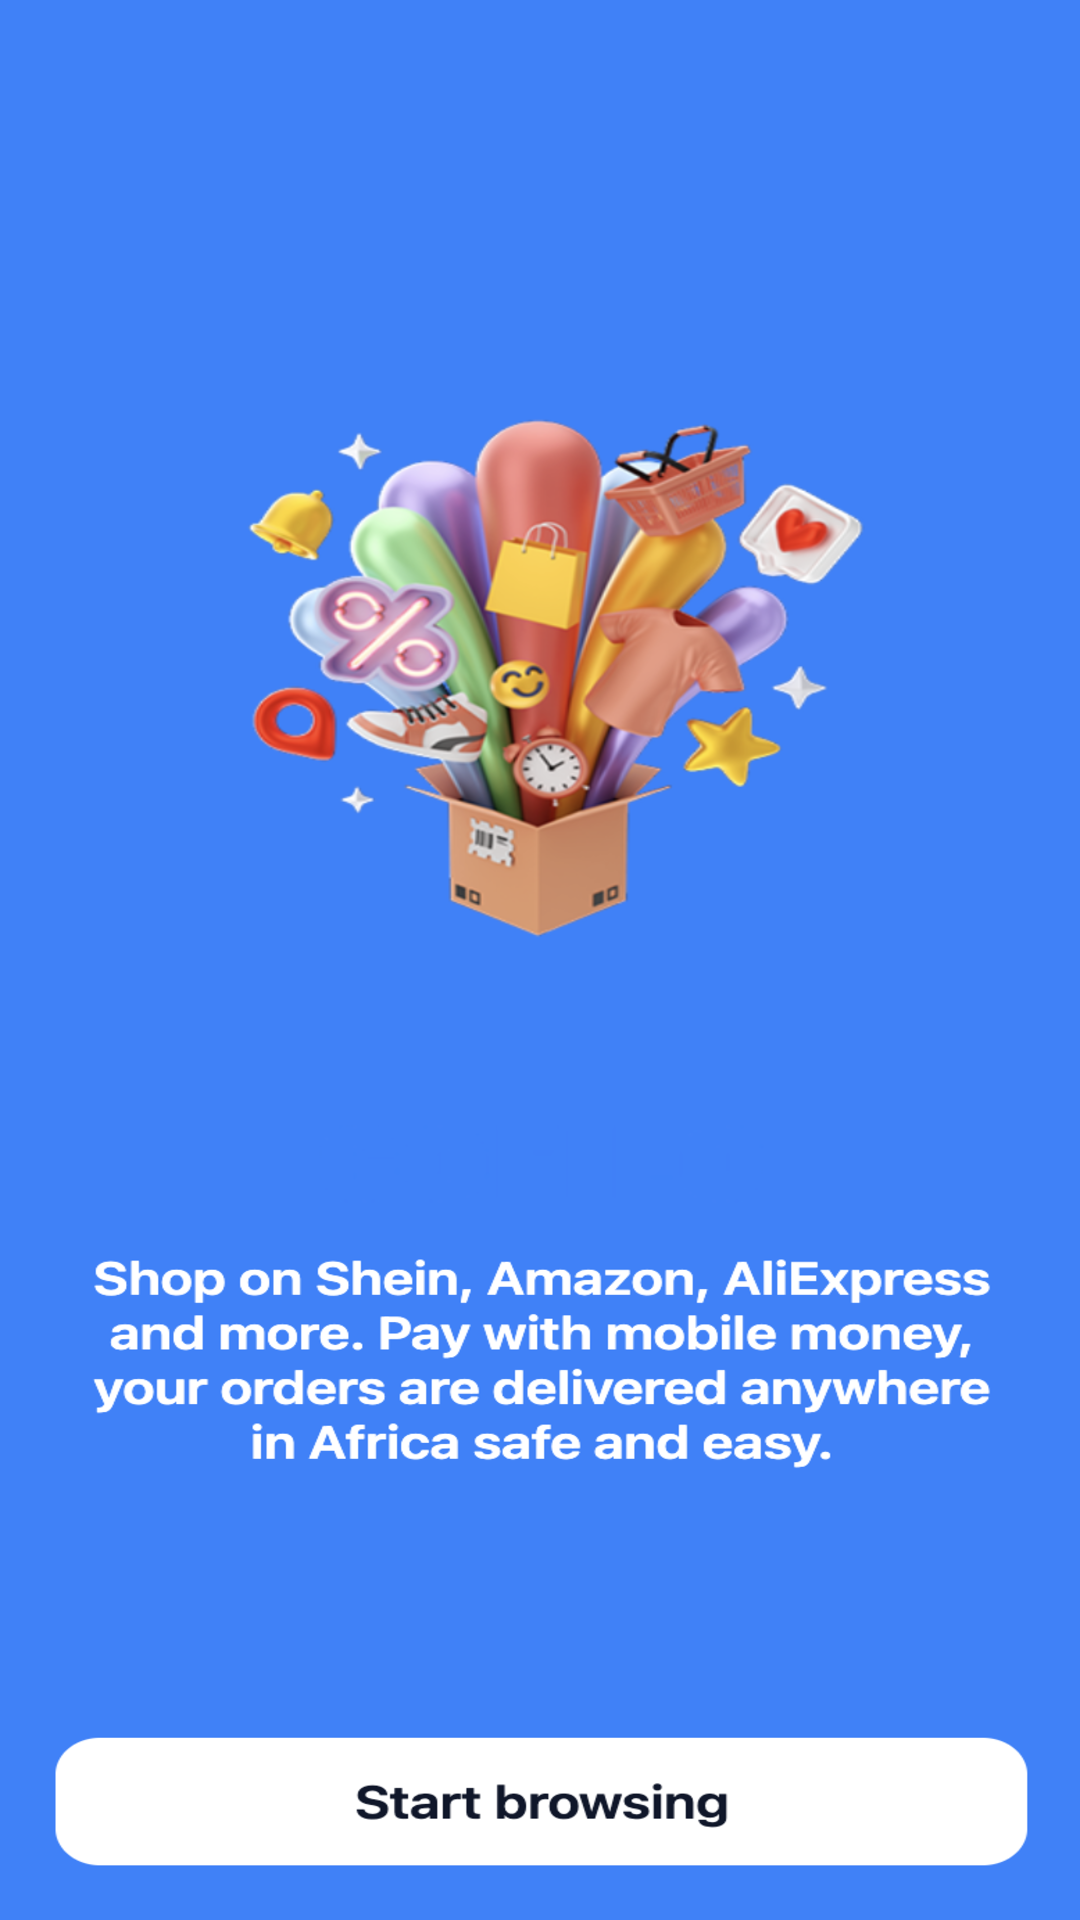 Shop on Shein, Amazon, AliExpress
and more. Pay with mobile money,
your orders are delivered anywhere
in Africa safe and easy.
Start browsing